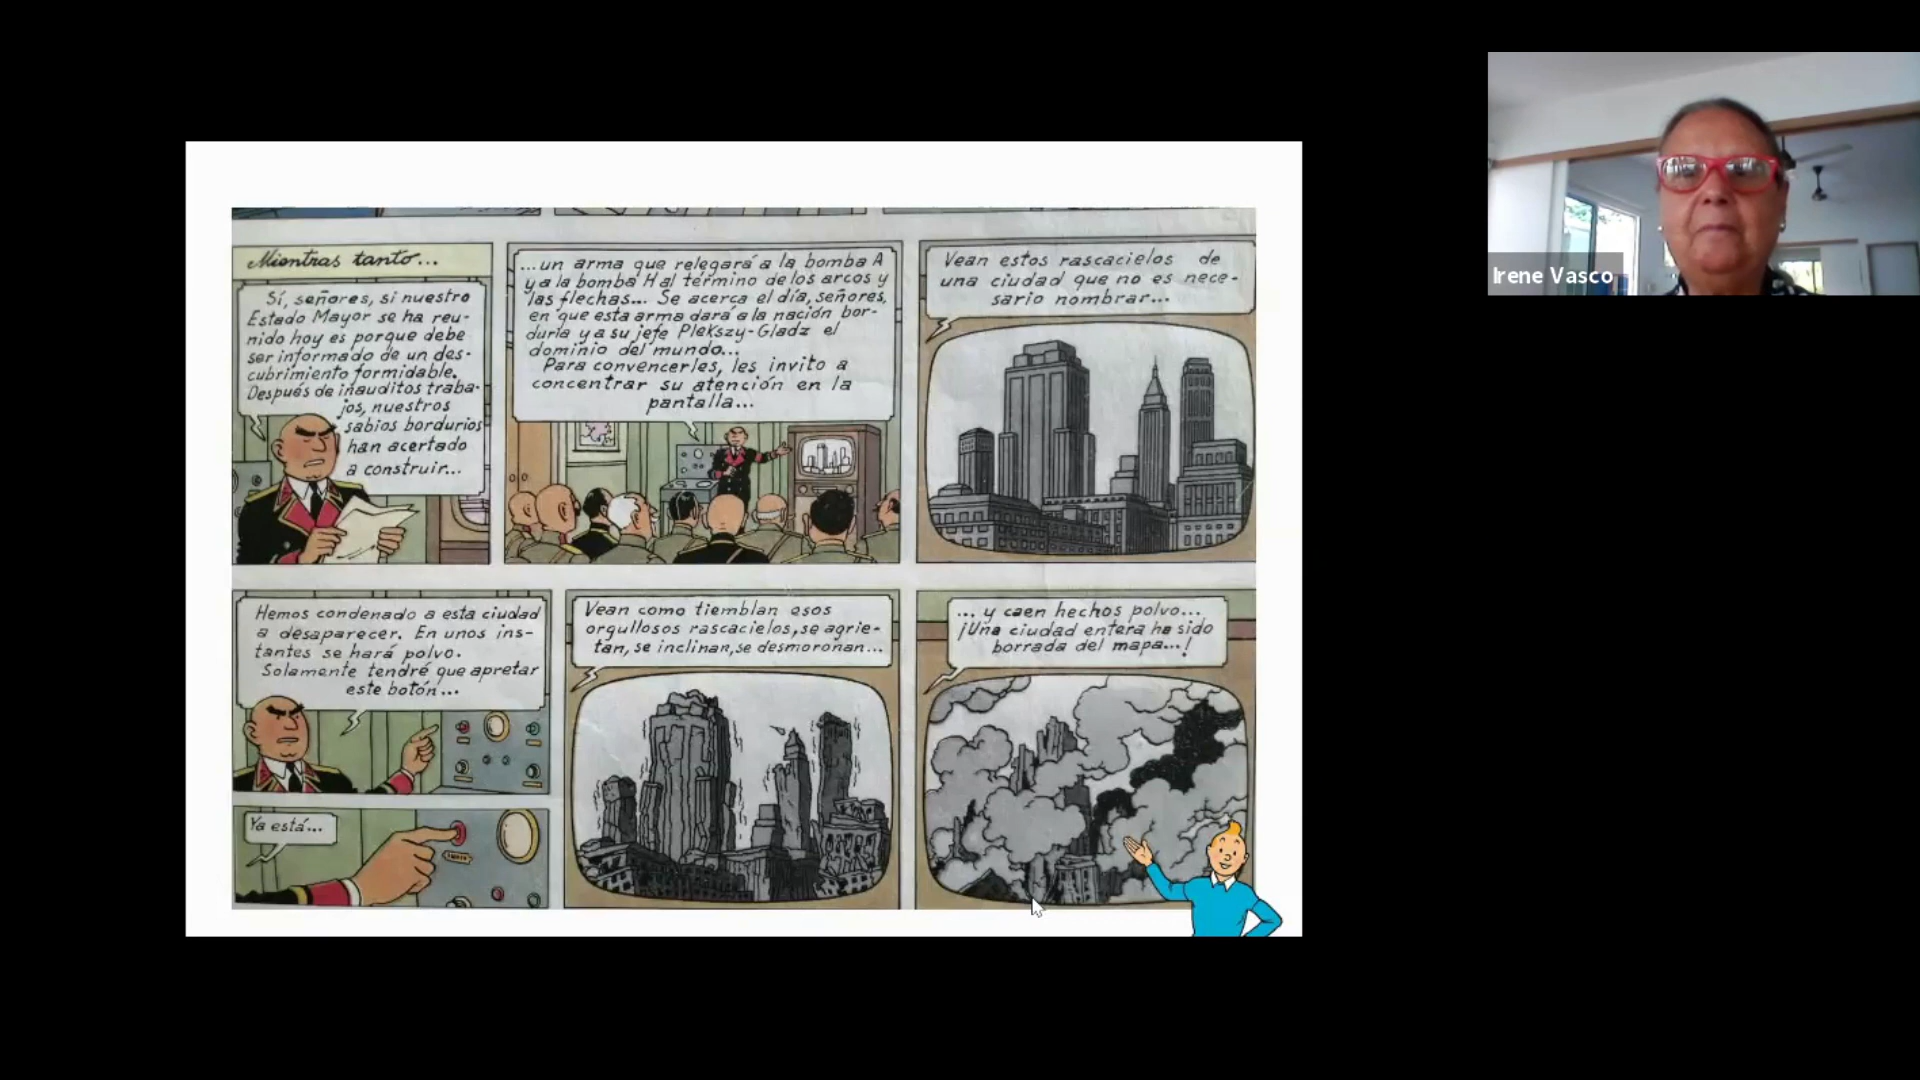 Mientras tanto...
Sí, señores, si nuestro
Estado Mayor se ha reu-
nido hoy es porque debe
ser informado de un des-
cubrimiento formidable.
Después de inauditos traba-
jos, nuestros
sabios bordurios
han acertado
a construir...
...un arma que relegará a la bomba A
y a la bomba H al término de los arcos y
las flechas... Se acerca el día, señores,
en que esta arma dará a la nación bor-
duria y a su jefe Plekszy-Gladz el
dominio del mundo...
Para convencerles, les invito a
concentrar su atención en la
pantalla...
Vean estos rascacielos de
una ciudad que no es nece-
sario nombrar...
Hemos condenado a esta ciudad
a desaparecer. En unos ins-
tantes se hará polvo.
Solamente tendré que apretar
este botón...
Ya está...
Vean como tiemblan esos
orgullosos rascacielos, se agrie-
tan, se inclinan, se desmoronan...
... y caen hechos polvo...
¡Una ciudad entera ha sido
borrada del mapa...!
Irene Vasco